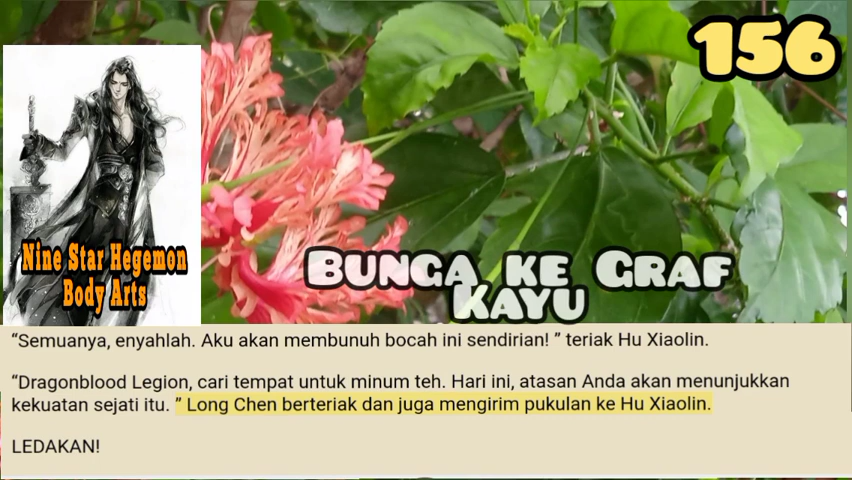 156
Nine Star Hegemon
Body Arts
Bunga ke Graf
Kayu
“Semuanya, enyahlah. Aku akan membunuh bocah ini sendirian! ” teriak Hu Xiaolin.
“Dragonblood Legion, cari tempat untuk minum teh. Hari ini, atasan Anda akan menunjukkan
kekuatan sejati itu. ” Long Chen berteriak dan juga mengirim pukulan ke Hu Xiaolin.
LEDAKAN!